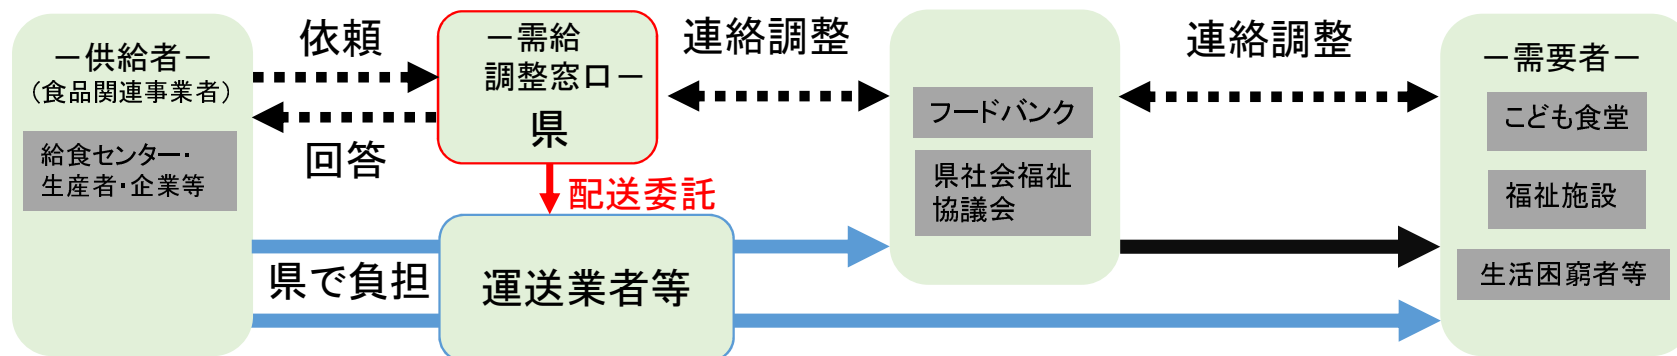 －供給者－
（食品関連事業者）
給食センター・
生産者・企業等
依頼
回答
－需給
調整窓口－
県
配送委託
県で負担
運送業者等
連絡調整
フードバンク
県社会福祉
協議会
連絡調整
－需要者－
こども食堂
福祉施設
生活困窮者等